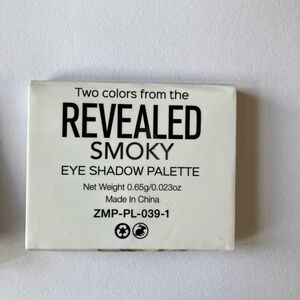 Two colors from the
REVEALED
SMOKY
EYE SHADOW PALETTE
Net Weight 0.65g/0.023oz
Made In China
ZMP-PL-039-1